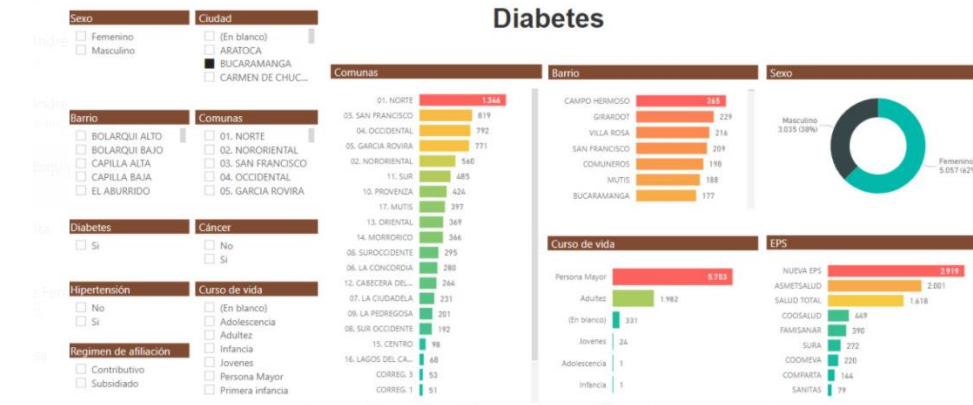 Diabetes
Sexo
Femenino
Masculino
Ciudad
(En blanco)
ARATOCA
BUCARAMANGA
CARMEN DE CHUC...
Barrio
BOLARQUI ALTO
BOLARQUI BAJO
CAPILLA ALTA
CAPILLA BAJA
EL ABURRIDO
Comunas
01. NORTE
02. NORORIENTAL
03. SAN FRANCISCO
04. OCCIDENTAL
05. GARCIA ROVIRA
Diabetes
Si
Cáncer
No
Si
Hipertensión
No
Si
Curso de vida
(En blanco)
Adolescencia
Adultez
Infancia
Jovenes
Persona Mayor
Primera infancia
Regimen de afiliación
Contributivo
Subsidiado
Comunas
01. NORTE 1.346
03. SAN FRANCISCO 819
04. OCCIDENTAL 792
05. GARCIA ROVIRA 771
02. NORORIENTAL 560
11. SUR 485
10. PROVENZA 424
17. MUTIS 397
13. ORIENTAL 369
14. MORRORICO 366
08. SUROCCIDENTE 295
06. LA CONCORDIA 280
12. CABECERA DEL... 264
07. LA CIUDADELA 231
09. LA PEDREGOSA 201
08. SUR OCCIDENTE 192
15. CENTRO 98
16. LAGOS DEL CA... 68
CORREG. 3 53
CORREG. 1 51
Barrio
CAMPO HERMOSO 265
GIRARDOT 229
VILLA ROSA 216
SAN FRANCISCO 209
COMUNEROS 198
MUTIS 188
BUCARAMANGA 177
Sexo
Masculino
3.035 (38%)
Femenino
5.057 (62%
Curso de vida
Persona Mayor 5.753
Adultez 1.982
(En blanco) 331
Jovenes 24
Adolescencia 1
Infancia 1
EPS
NUEVA EPS 2.919
ASMETSALUD 2.001
SALUD TOTAL 1.618
COOSALUD 449
FAMISANAR 390
SURA 272
COOMEVA 220
COMPARTA 144
SANITAS 79